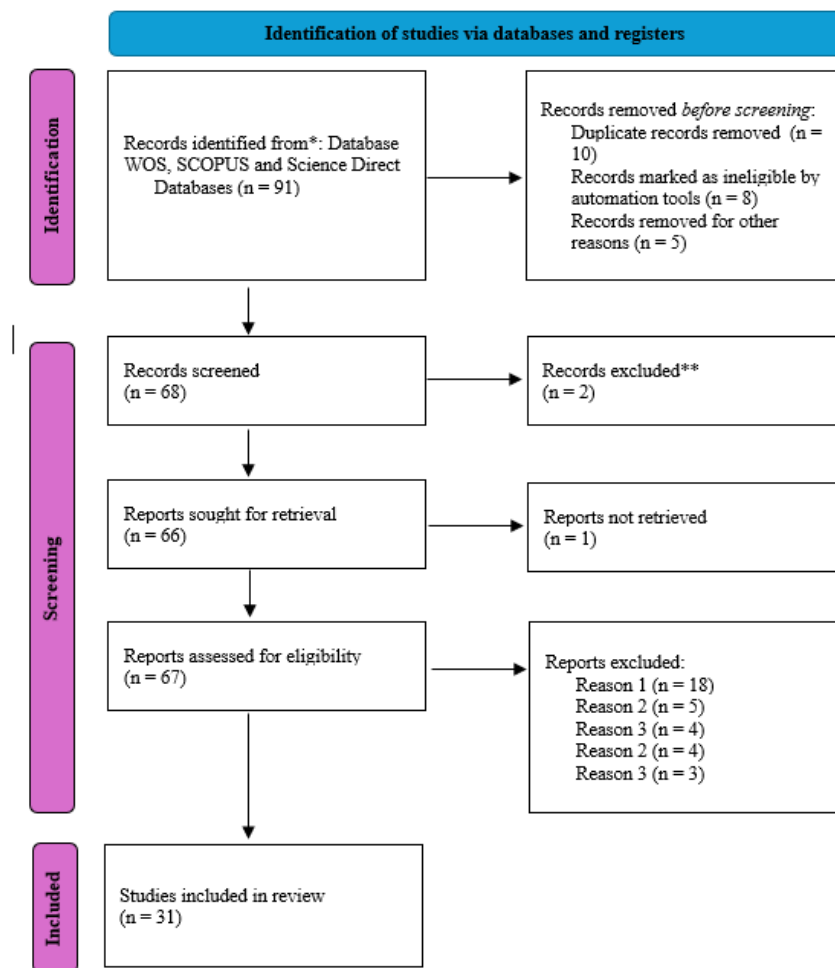 Identification of studies via databases and registers
Identification
Records identified from*: Database
WOS, SCOPUS and Science Direct
Databases (n = 91)
Records removed before screening:
Duplicate records removed (n =
10)
Records marked as ineligible by
automation tools (n = 8)
Records removed for other
reasons (n = 5)
Screening
Records screened
(n = 68)
Records excluded**
(n = 2)
Reports sought for retrieval
(n = 66)
Reports not retrieved
(n = 1)
Reports assessed for eligibility
(n = 67)
Reports excluded:
Reason 1 (n = 18)
Reason 2 (n = 5)
Reason 3 (n = 4)
Reason 2 (n = 4)
Reason 3 (n = 3)
Included
Studies included in review
(n = 31)